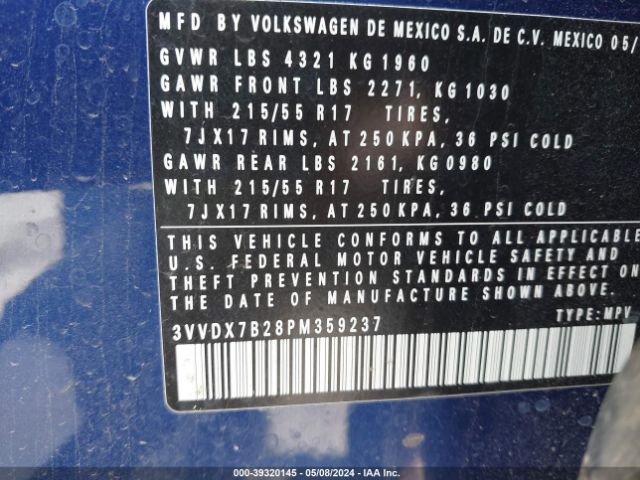 MFD BY VOLKSWAGEN DE MEXICO S.A. DE C.V. MEXICO 05/
GVWR LBS 4321 KG 1960
GAWR FRONT LBS 2271, KG 1030
WITH 215/55 R17 TIRES,
7JX17 RIMS, AT 250 KPA, 36 PSI COLD
GAWR REAR LBS 2161, KG 0980
WITH 215/55 R17 TIRES,
7JX17 RIMS, AT 250 KPA, 36 PSI COLD
THIS VEHICLE CONFORMS TO ALL APPLICABLE
U.S. FEDERAL MOTOR VEHICLE SAFETY AND
THEFT PREVENTION STANDARDS IN EFFECT ON
THE DATE OF MANUFACTURE SHOWN ABOVE.
3VVDX7B28PM359237 TYPE: MPV
000-39320145 - 05/08/2024 - IAA Inc.